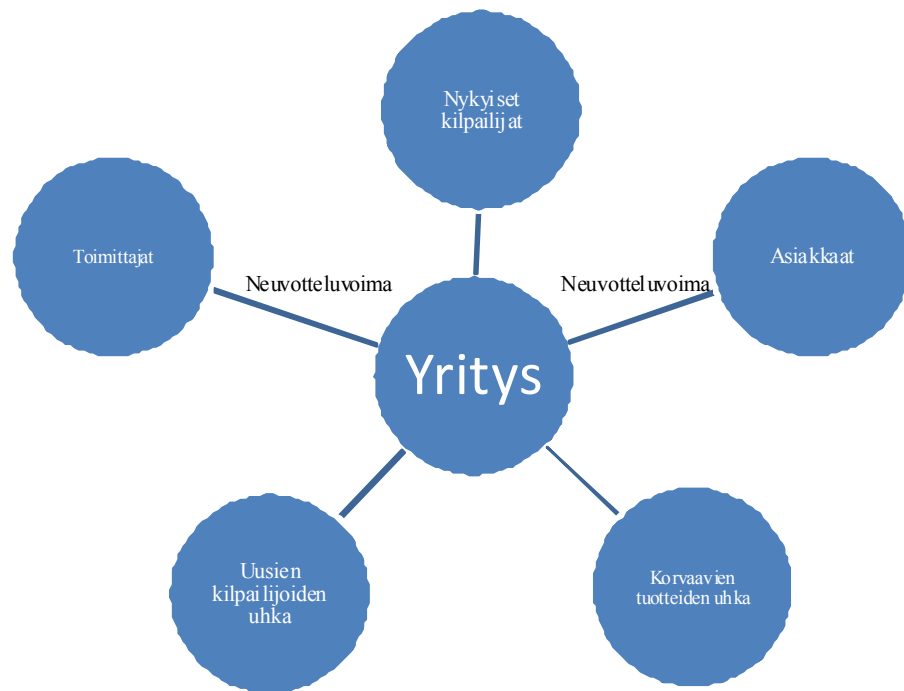 Nykyiset
kilpailijat
Toimittajat
Asiakkaat
Neuvotteluvoima
Neuvotteluvoima
Yritys
Uusien
kilpailijoiden
uhka
Korvaavien
tuotteiden uhka